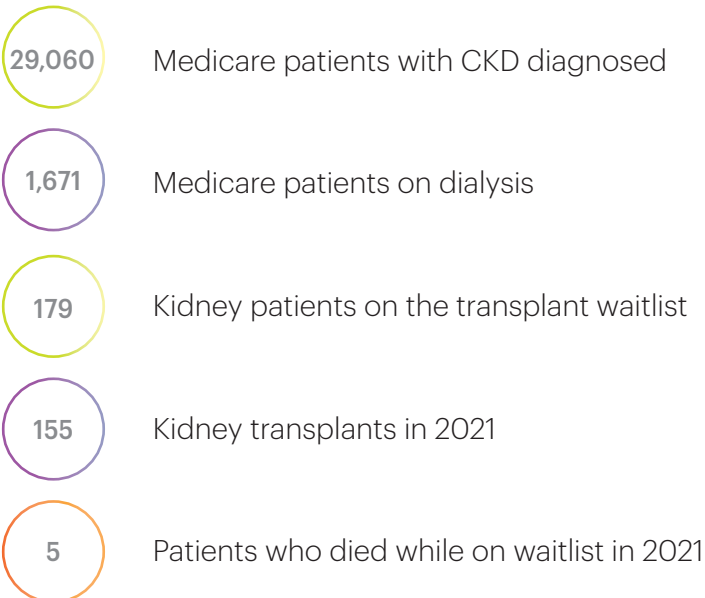 29,060 Medicare patients with CKD diagnosed
1,671 Medicare patients on dialysis
179 Kidney patients on the transplant waitlist
155 Kidney transplants in 2021
5 Patients who died while on waitlist in 2021